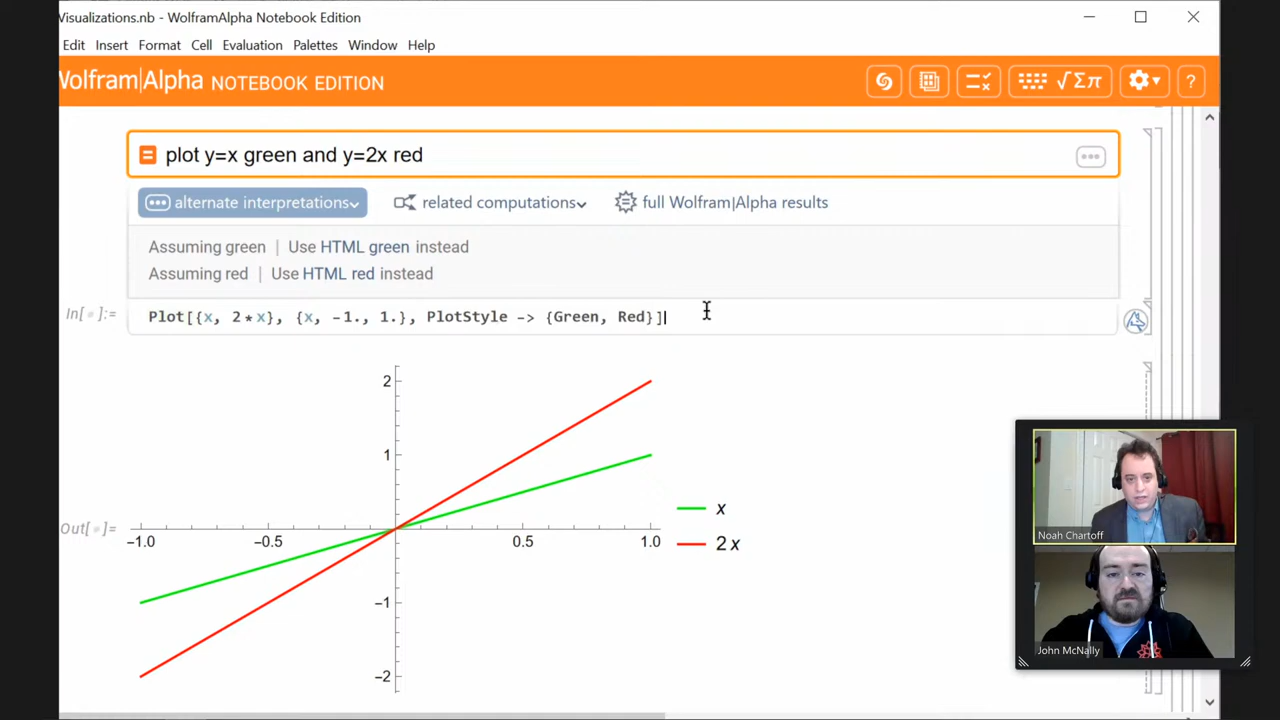 Visualizations.nb - WolframAlpha Notebook Edition
Edit Insert Format Cell Evaluation Palettes Window Help
Wolfram|Alpha NOTEBOOK EDITION
√Σπ ?
plot y=x green and y=2x red
alternate interpretations related computations full Wolfram|Alpha results
Assuming green | Use HTML green instead
Assuming red | Use HTML red instead
In[ ]:= Plot[{x, 2*x}, {x, -1., 1.}, PlotStyle -> {Green, Red}]
2
1
x
Out[ ]=
-1.0 -0.5 0.5 1.0
2 x
-1
-2
Noah Chartoff
John McNally